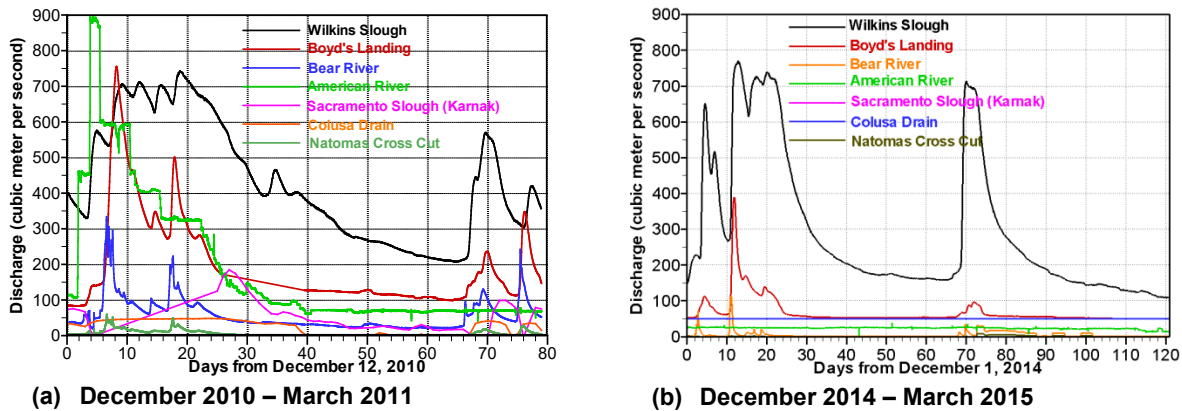 900
800
700
600
500
400
300
200
100
0
Discharge (cubic meter per second)
Wilkins Slough
Boyd's Landing
Bear River
American River
Sacramento Slough (Karnak)
Colusa Drain
Natomas Cross Cut
0 10 20 30 40 50 60 70 80
Days from December 12, 2010
(a) December 2010 – March 2011
900
800
700
600
500
400
300
200
100
0
Discharge (cubic meter per second)
Wilkins Slough
Boyd's Landing
Bear River
American River
Sacramento Slough (Karnak)
Colusa Drain
Natomas Cross Cut
0 10 20 30 40 50 60 70 80 90 100 110 120
Days from December 1, 2014
(b) December 2014 – March 2015